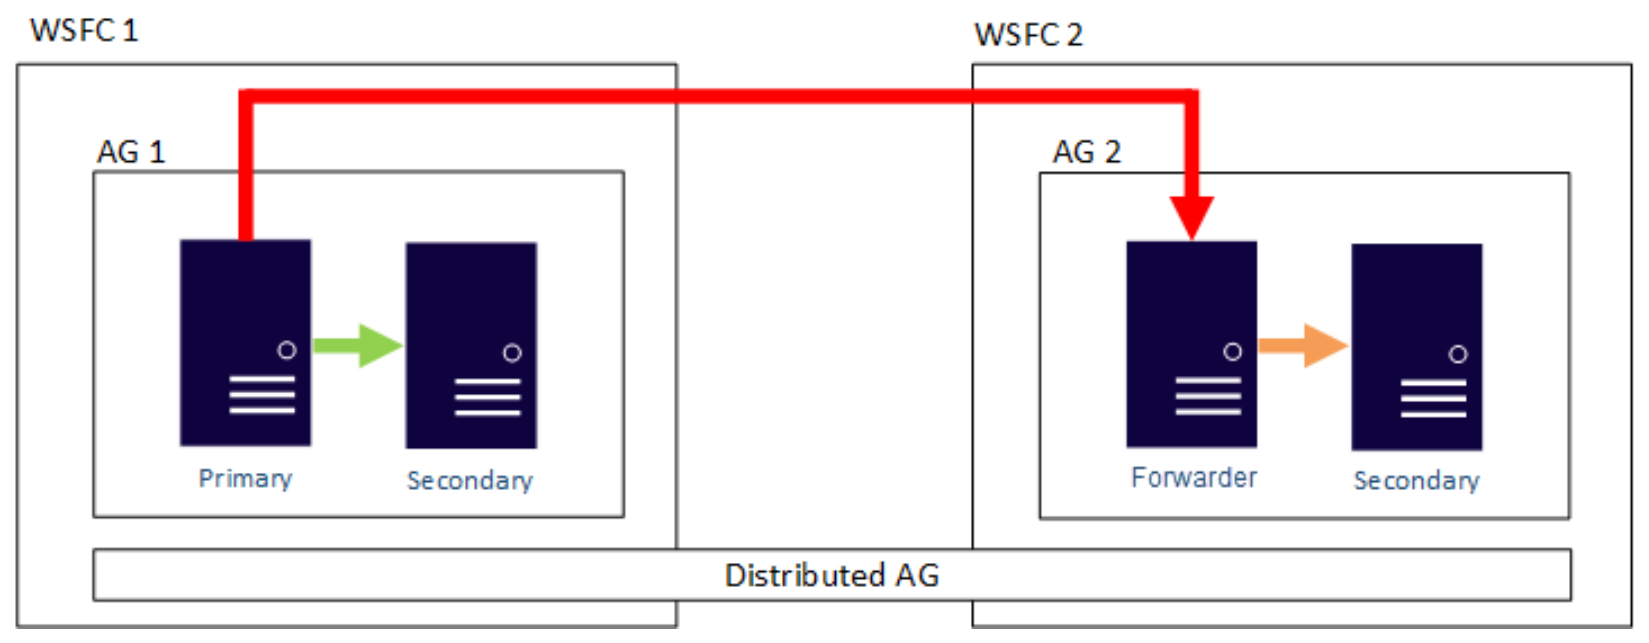 WSFC 1
WSFC 2
AG 1
AG 2
Primary
Secondary
Forwarder
Secondary
Distributed AG